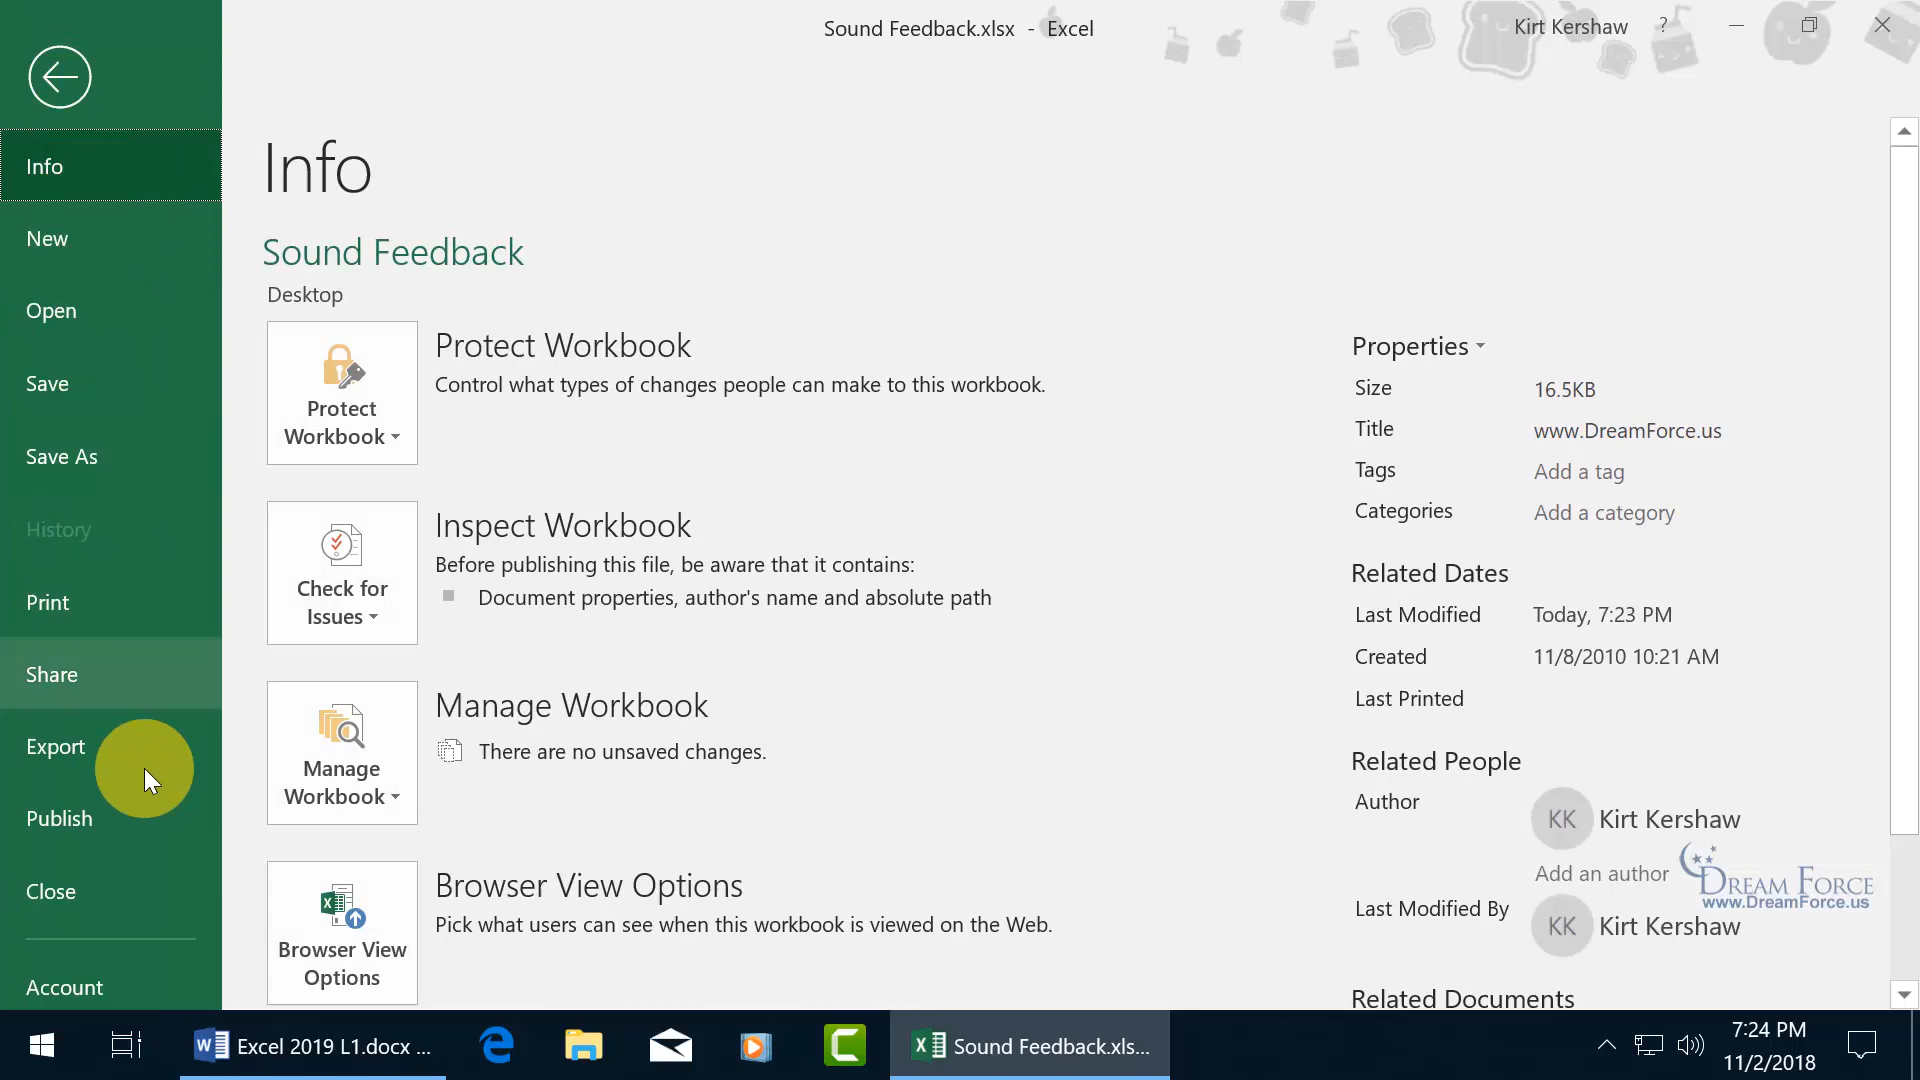 Sound Feedback.xlsx - Excel
Kirt Kershaw
?
Info
New
Open
Save
Save As
History
Print
Share
Export
Publish
Close
Account
Info
Sound Feedback
Desktop
Protect
Workbook
Protect Workbook
Control what types of changes people can make to this workbook.
Check for
Issues
Inspect Workbook
Before publishing this file, be aware that it contains:
Document properties, author's name and absolute path
Manage
Workbook
Manage Workbook
There are no unsaved changes.
Browser View
Options
Browser View Options
Pick what users can see when this workbook is viewed on the Web.
Properties
Size 16.5KB
Title www.DreamForce.us
Tags Add a tag
Categories Add a category
Related Dates
Last Modified Today, 7:23 PM
Created 11/8/2010 10:21 AM
Last Printed
Related People
Author KK Kirt Kershaw
Add an author
Last Modified By KK Kirt Kershaw
Related Documents
DREAM FORCE
www.DreamForce.us
Excel 2019 L1.docx ...
Sound Feedback.xls...
7:24 PM
11/2/2018